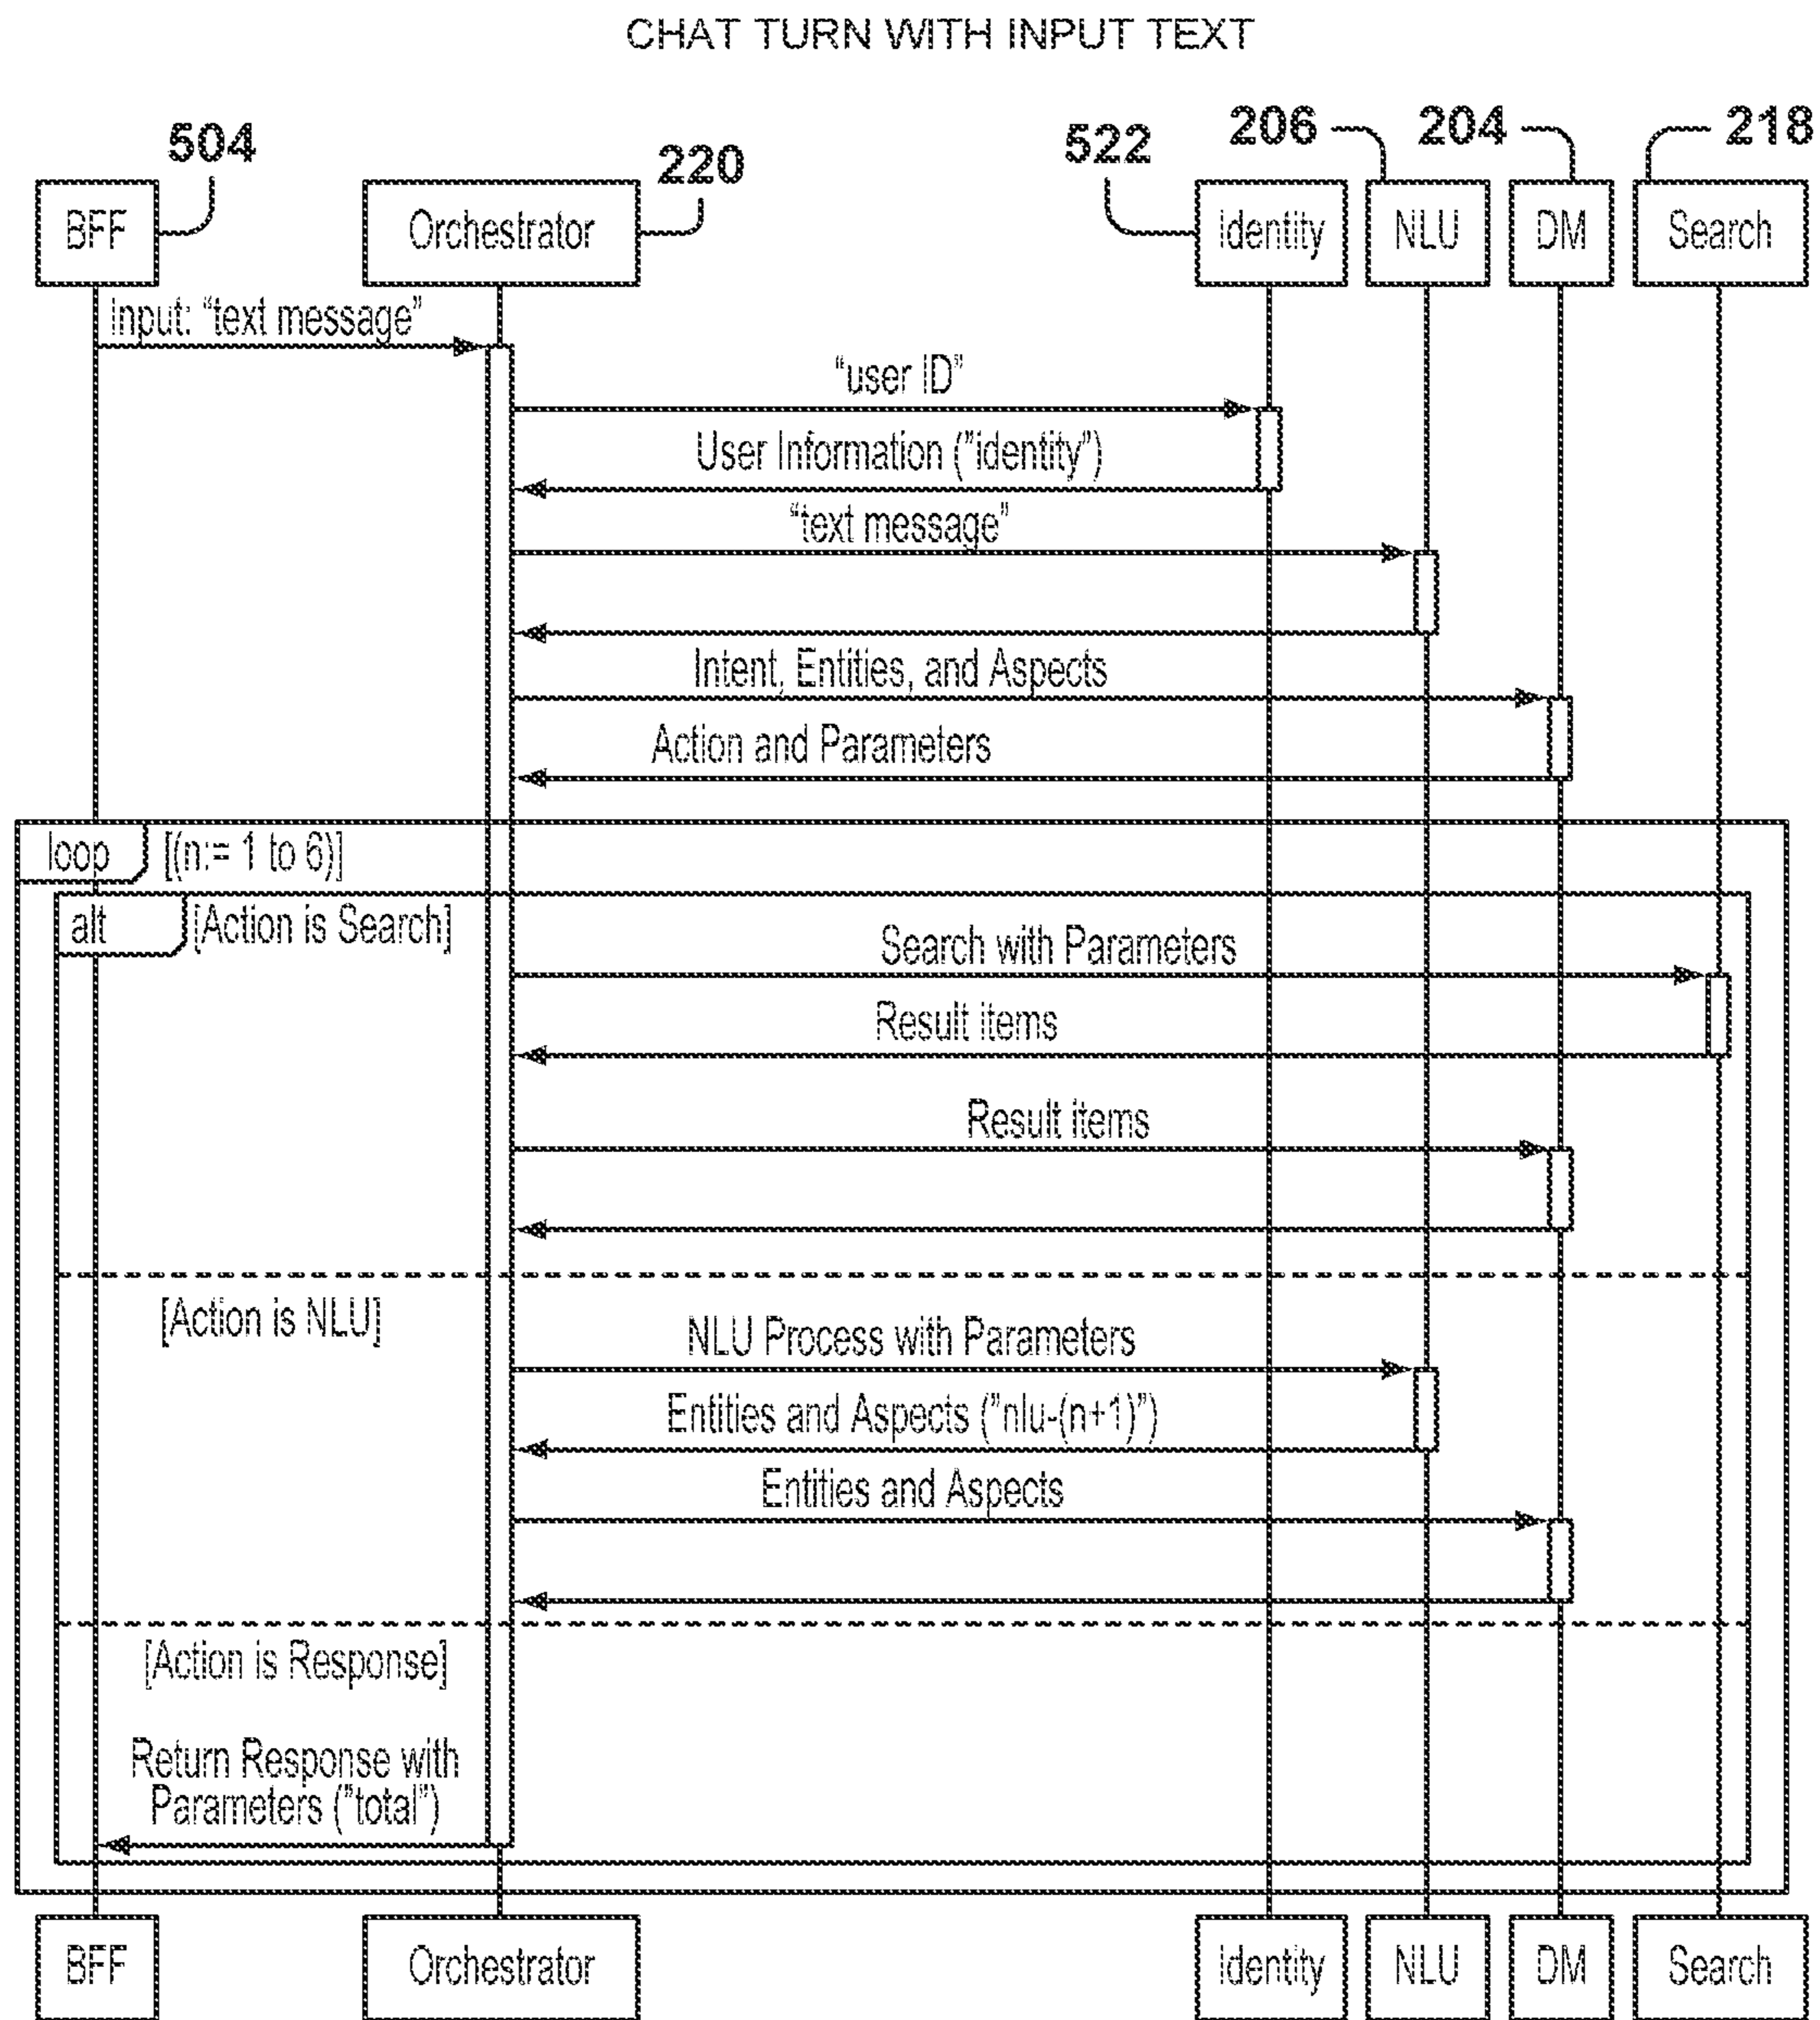 CHAT TURN WITH INPUT TEXT
504 220 522 206 204 218
BFF Orchestrator Identity NLU DM Search
Input: “text message”
“user ID”
User Information (”identity”)
“text message”
Intent, Entities, and Aspects
Action and Parameters
loop [(n:= 1 to 6)]
alt [Action is Search]
Search with Parameters
Result items
Result items
[Action is NLU]
NLU Process with Parameters
Entities and Aspects (”nlu-(n+1)”)
Entities and Aspects
[Action is Response]
Return Response with
Parameters (”total”)
BFF Orchestrator Identity NLU DM Search